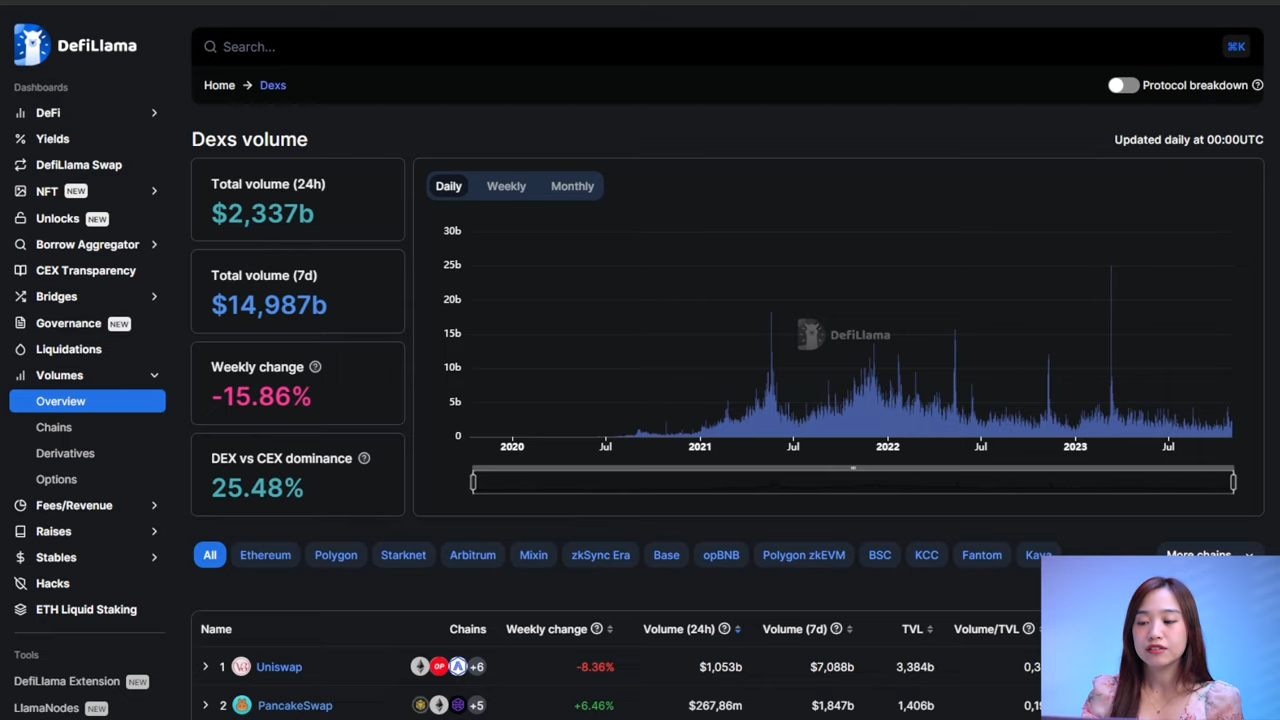 DefiLlama
Search...
⌘K
Home → Dexs
Protocol breakdown
Dashboards
DeFi
Yields
DefiLlama Swap
NFT NEW
Unlocks NEW
Borrow Aggregator
CEX Transparency
Bridges
Governance NEW
Liquidations
Volumes
Overview
Chains
Derivatives
Options
Fees/Revenue
Raises
Stables
Hacks
ETH Liquid Staking
Tools
DefiLlama Extension NEW
LlamaNodes NEW
Dexs volume
Updated daily at 00:00UTC
Total volume (24h)
$2,337b
Total volume (7d)
$14,987b
Weekly change
-15.86%
DEX vs CEX dominance
25.48%
Daily Weekly Monthly
30b
25b
20b
15b
10b
5b
0
DefiLlama
2020 Jul 2021 Jul 2022 Jul 2023 Jul
All Ethereum Polygon Starknet Arbitrum Mixin zkSync Era Base opBNB Polygon zkEVM BSC KCC Fantom More chains
Name Chains Weekly change Volume (24h) Volume (7d) TVL Volume/TVL
1 Uniswap +6 -8.36% $1,053b $7,088b 3,384b
2 PancakeSwap +5 +6.46% $267,86m $1,847b 1,406b